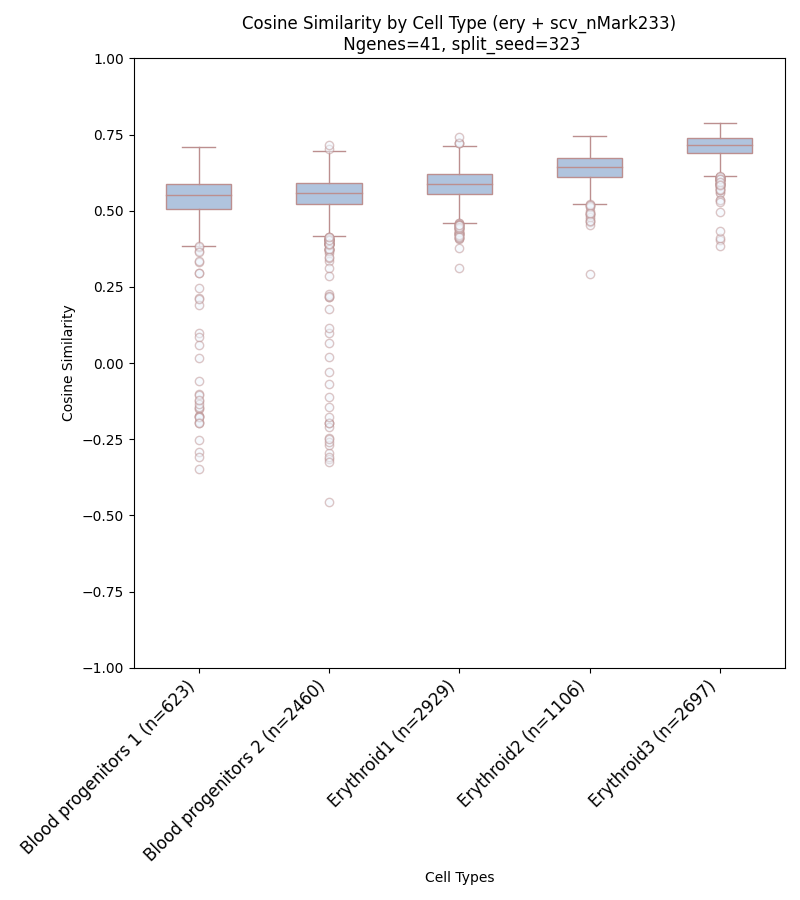 Cosine Similarity by Cell Type (ery + scv_nMark233)
Ngenes=41, split_seed=323
1.00
0.75
0.50
0.25
0.00
−0.25
−0.50
−0.75
−1.00
Cosine Similarity
Blood progenitors 1 (n=623)
Blood progenitors 2 (n=2460)
Erythroid1 (n=2929)
Erythroid2 (n=1106)
Erythroid3 (n=2697)
Cell Types